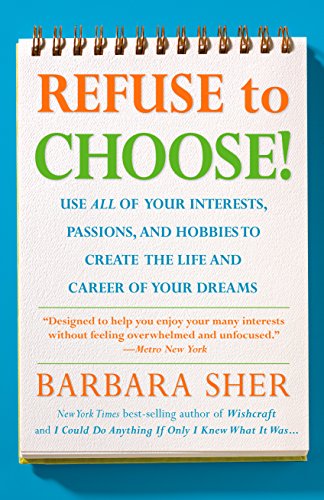 REFUSE to
CHOOSE!
USE ALL OF YOUR INTERESTS,
PASSIONS, AND HOBBIES TO
CREATE THE LIFE AND
CAREER OF YOUR DREAMS
“Designed to help you enjoy your many interests
without feeling overwhelmed and unfocused.”
—Metro New York
BARBARA SHER
New York Times best-selling author of Wishcraft
and I Could Do Anything If Only I Knew What It Was...